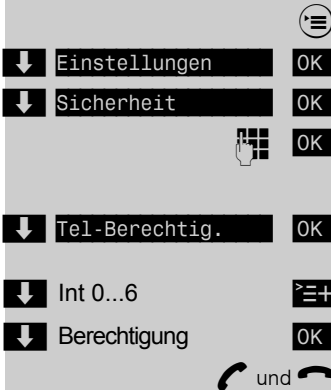 Einstellungen OK
Sicherheit OK
OK
Tel-Berechtig. OK
Int 0...6
Berechtigung OK
und